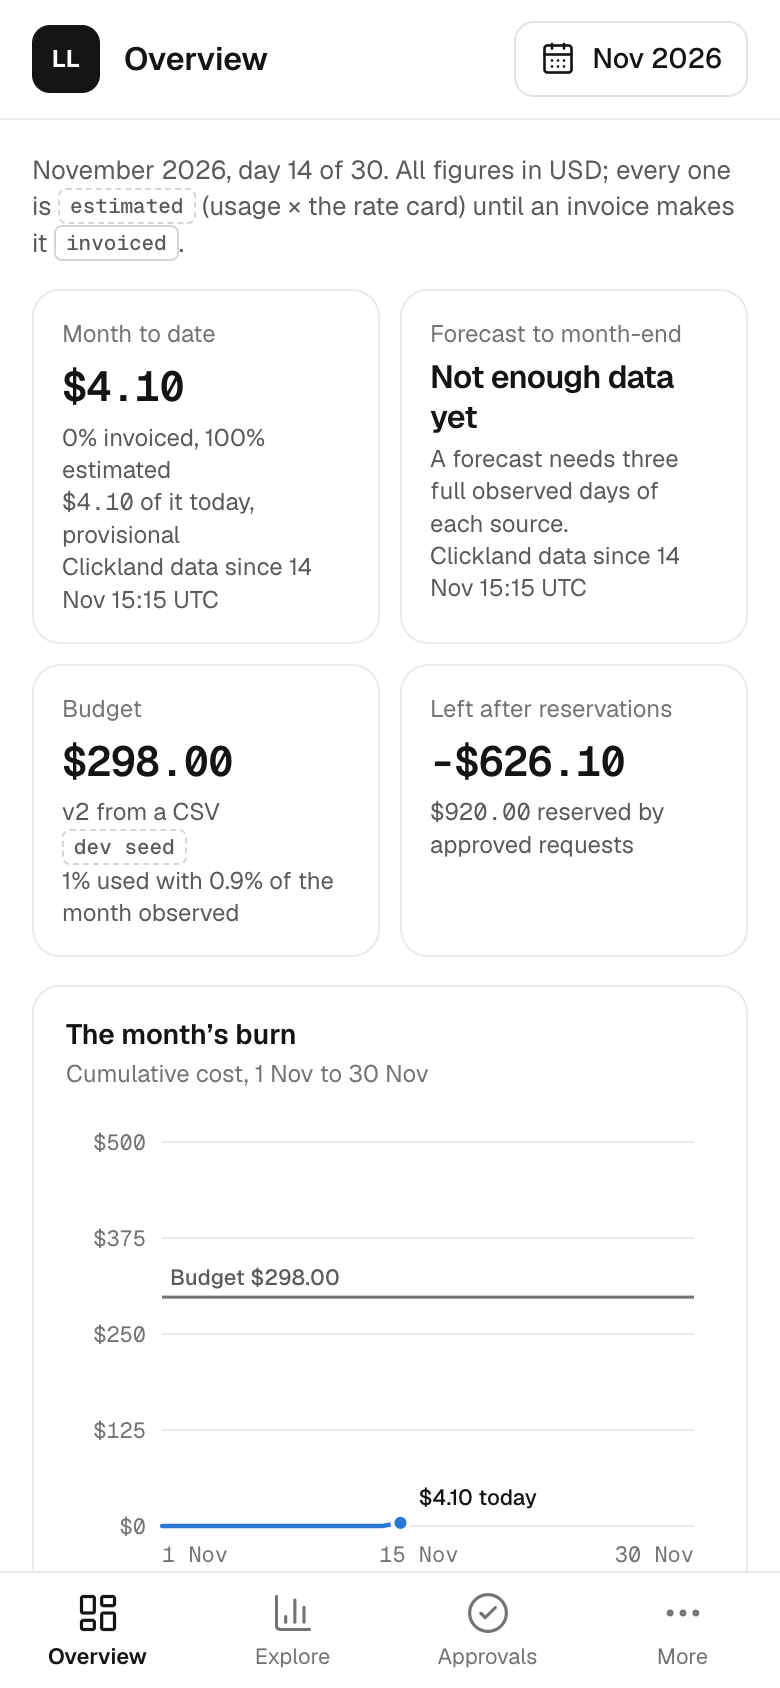 LL Overview Nov 2026
November 2026, day 14 of 30. All figures in USD; every one
is estimated (usage × the rate card) until an invoice makes
it invoiced.
Month to date
$4.10
0% invoiced, 100%
estimated
$4.10 of it today,
provisional
Clickland data since 14
Nov 15:15 UTC
Forecast to month-end
Not enough data
yet
A forecast needs three
full observed days of
each source.
Clickland data since 14
Nov 15:15 UTC
Budget
$298.00
v2 from a CSV
dev seed
1% used with 0.9% of the
month observed
Left after reservations
-$626.10
$920.00 reserved by
approved requests
The month's burn
Cumulative cost, 1 Nov to 30 Nov
$500
$375
Budget $298.00
$250
$125
$4.10 today
$0
1 Nov 15 Nov 30 Nov
Overview Explore Approvals More